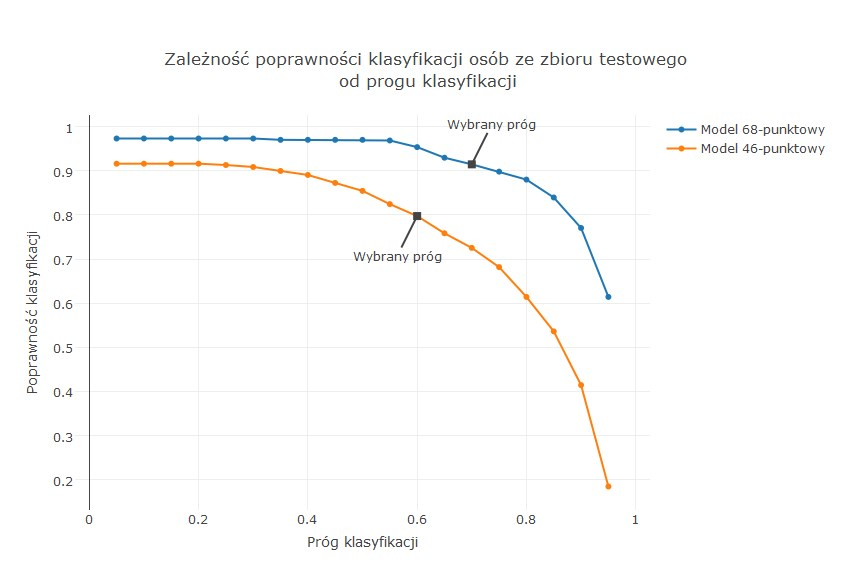 Zależność poprawności klasyfikacji osób ze zbioru testowego
od progu klasyfikacji
Wybrany próg
Model 68-punktowy
Model 46-punktowy
Wybrany próg
Poprawność klasyfikacji
1
0.9
0.8
0.7
0.6
0.5
0.4
0.3
0.2
0 0.2 0.4 0.6 0.8 1
Próg klasyfikacji